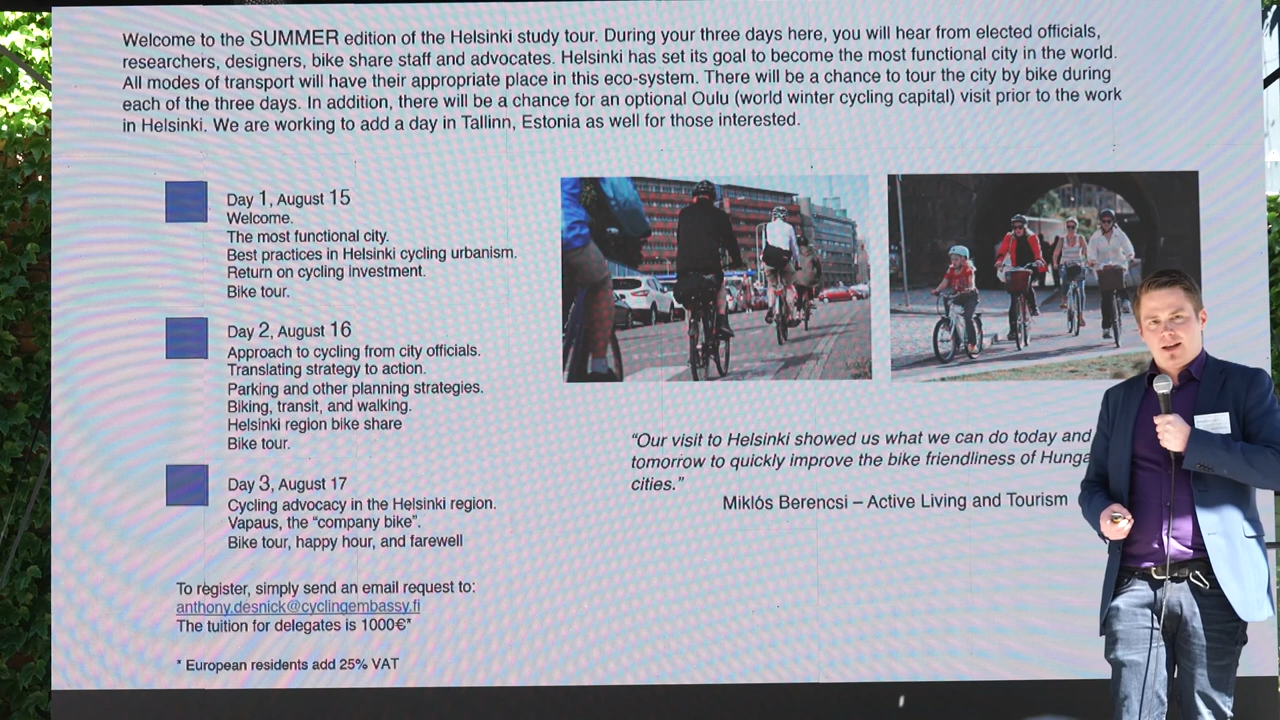 Welcome to the SUMMER edition of the Helsinki study tour. During your three days here, you will hear from elected officials,
researchers, designers, bike share staff and advocates. Helsinki has set its goal to become the most functional city in the world.
All modes of transport will have their appropriate place in this eco-system. There will be a chance to tour the city by bike during
each of the three days. In addition, there will be a chance for an optional Oulu (world winter cycling capital) visit prior to the work
in Helsinki. We are working to add a day in Tallinn, Estonia as well for those interested.
Day 1, August 15
Welcome.
The most functional city.
Best practices in Helsinki cycling urbanism.
Return on cycling investment.
Bike tour.
Day 2, August 16
Approach to cycling from city officials.
Translating strategy to action.
Parking and other planning strategies.
Biking, transit, and walking.
Helsinki region bike share
Bike tour.
Day 3, August 17
Cycling advocacy in the Helsinki region.
Vapaus, the “company bike”.
Bike tour, happy hour, and farewell
“Our visit to Helsinki showed us what we can do today and
tomorrow to quickly improve the bike friendliness of Hunga
cities.”
Miklós Berencsi – Active Living and Tourism
To register, simply send an email request to:
anthony.desnick@cyclingembassy.fi
The tuition for delegates is 1000€*
* European residents add 25% VAT